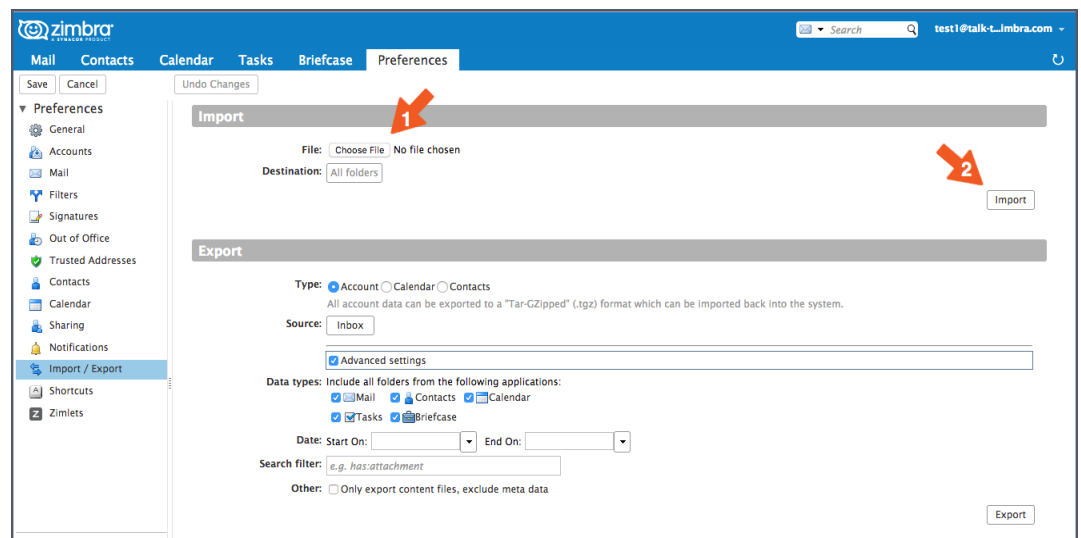 zimbra
A SYNACOR PRODUCT
Search
test1@talk-t...imbra.com
Mail Contacts Calendar Tasks Briefcase Preferences
Save Cancel Undo Changes
Preferences
General
Accounts
Mail
Filters
Signatures
Out of Office
Trusted Addresses
Contacts
Calendar
Sharing
Notifications
Import / Export
A Shortcuts
Z Zimlets
Import
1
File: Choose File No file chosen
Destination: All folders
2
Import
Export
Type: Account Calendar Contacts
All account data can be exported to a "Tar-GZipped" (.tgz) format which can be imported back into the system.
Source: Inbox
Advanced settings
Data types: Include all folders from the following applications:
Mail Contacts Calendar
Tasks Briefcase
Date: Start On: End On:
Search filter: e.g. has:attachment
Other: Only export content files, exclude meta data
Export